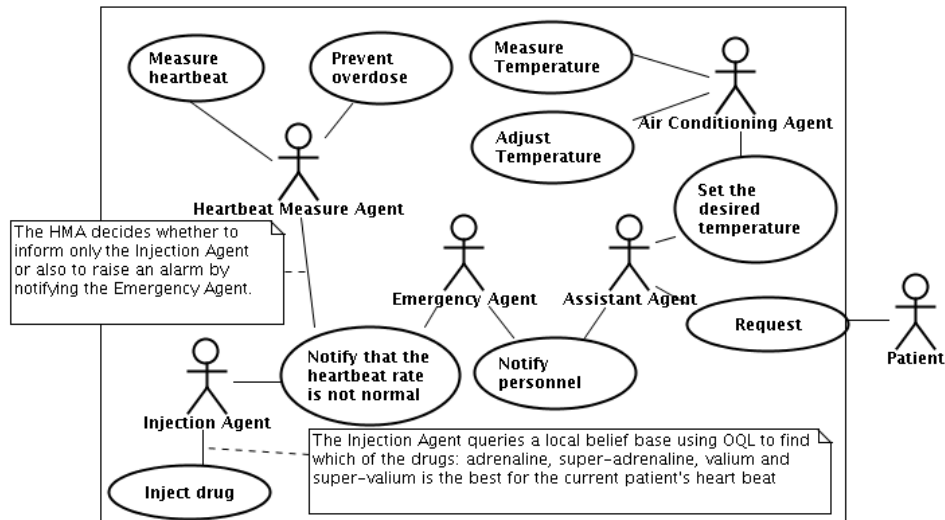 Measure
heartbeat
Prevent
overdose
Measure
Temperature
Adjust
Temperature
Air Conditioning Agent
Heartbeat Measure Agent
Set the
desired
temperature
The HMA decides whether to
inform only the Injection Agent
or also to raise an alarm by
notifying the Emergency Agent.
Emergency Agent
Assistant Agent
Request
Patient
Notify that the
heartbeat rate
is not normal
Notify
personnel
Injection Agent
The Injection Agent queries a local belief base using OQL to find
which of the drugs: adrenaline, super-adrenaline, valium and
super-valium is the best for the current patient's heart beat
Inject drug